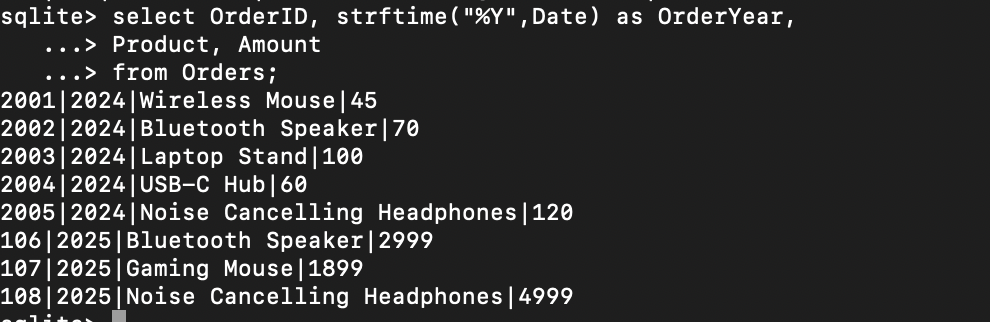 sqlite> select OrderID, strftime("%Y",Date) as OrderYear,
...> Product, Amount
...> from Orders;
2001|2024|Wireless Mouse|45
2002|2024|Bluetooth Speaker|70
2003|2024|Laptop Stand|100
2004|2024|USB-C Hub|60
2005|2024|Noise Cancelling Headphones|120
106|2025|Bluetooth Speaker|2999
107|2025|Gaming Mouse|1899
108|2025|Noise Cancelling Headphones|4999
sqlite>